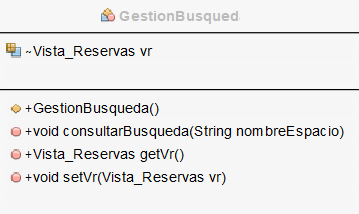 GestionBusqued
~Vista_Reservas vr
+GestionBusqueda()
+void consultarBusqueda(String nombreEspacio)
+Vista_Reservas getVr()
+void setVr(Vista_Reservas vr)